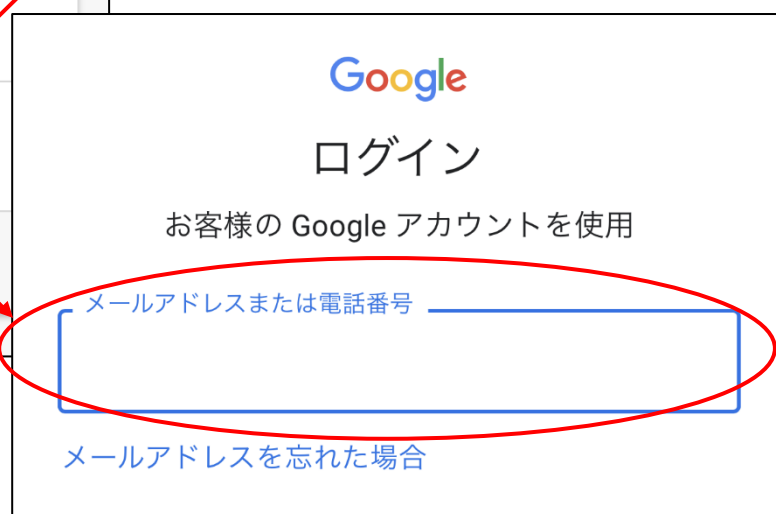 Google
ログイン
お客様の Google アカウントを使用
メールアドレスまたは電話番号
メールアドレスを忘れた場合